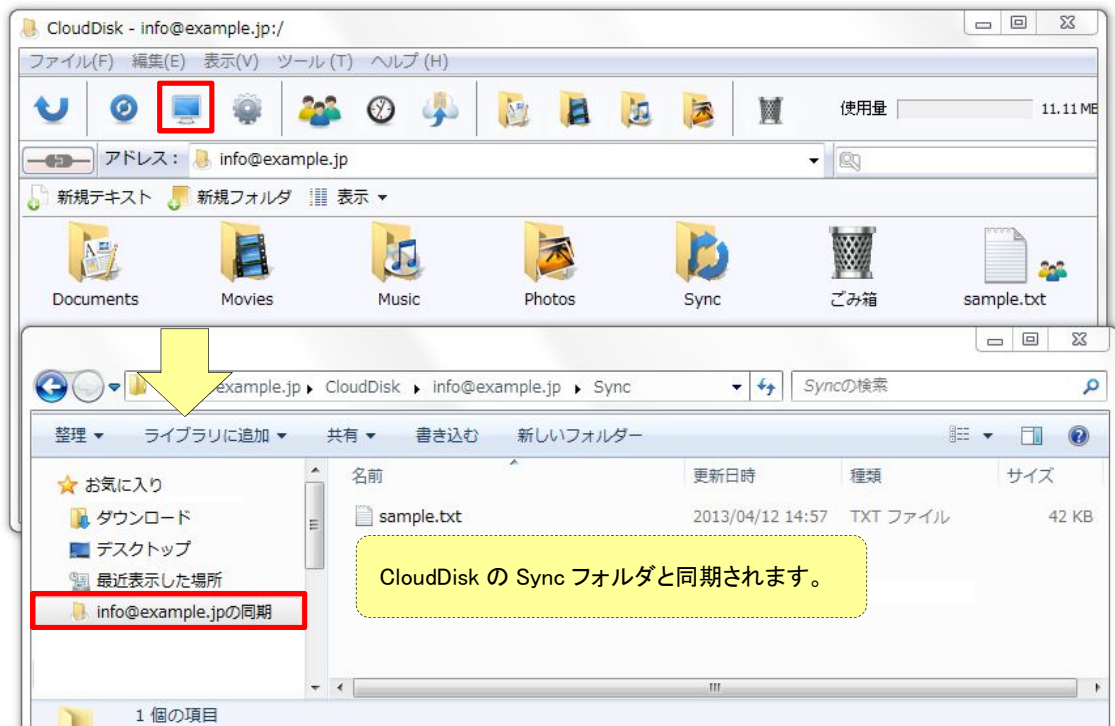 CloudDisk - info@example.jp:/
ファイル(F) 編集(E) 表示(V) ツール (T) ヘルプ (H)
使用量 11.11 MB
アドレス： info@example.jp
新規テキスト 新規フォルダ 表示
Documents Movies Music Photos Sync ごみ箱 sample.txt
example.jp CloudDisk info@example.jp Sync Syncの検索
整理 ライブラリに追加 共有 書き込む 新しいフォルダー
名前 更新日時 種類 サイズ
お気に入り
sample.txt 2013/04/12 14:57 TXT ファイル 42 KB
ダウンロード
デスクトップ
最近表示した場所
CloudDisk の Sync フォルダと同期されます。
info@example.jpの同期
1 個の項目